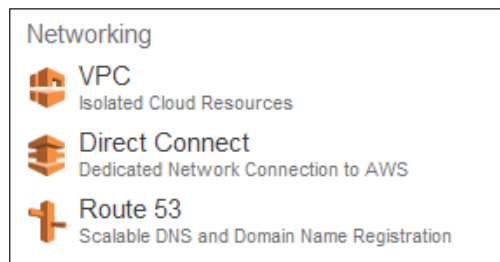 Networking
VPC
Isolated Cloud Resources
Direct Connect
Dedicated Network Connection to AWS
Route 53
Scalable DNS and Domain Name Registration